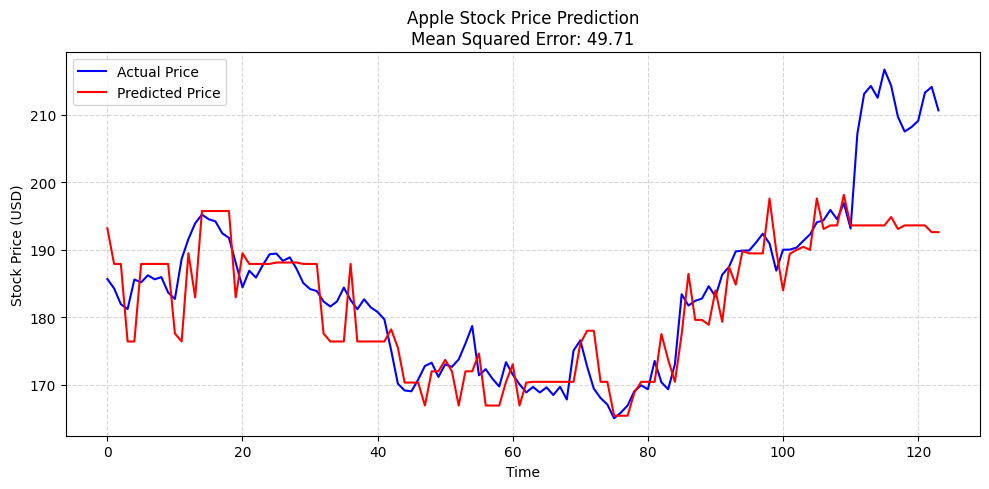 Apple Stock Price Prediction
Mean Squared Error: 49.71
Actual Price
Predicted Price
Stock Price (USD)
210
200
190
180
170
0
20
40
60
80
100
120
Time